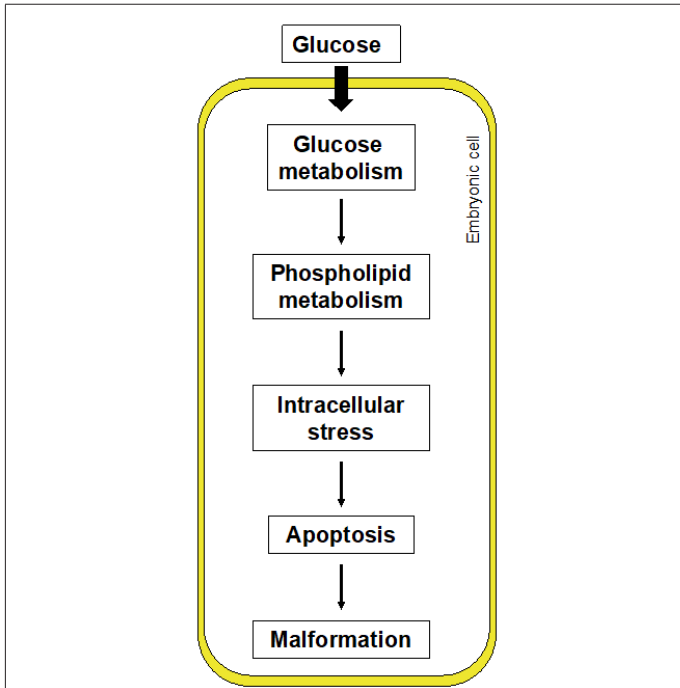 Glucose
Glucose
metabolism
Embryonic cell
Phospholipid
metabolism
Intracellular
stress
Apoptosis
Malformation